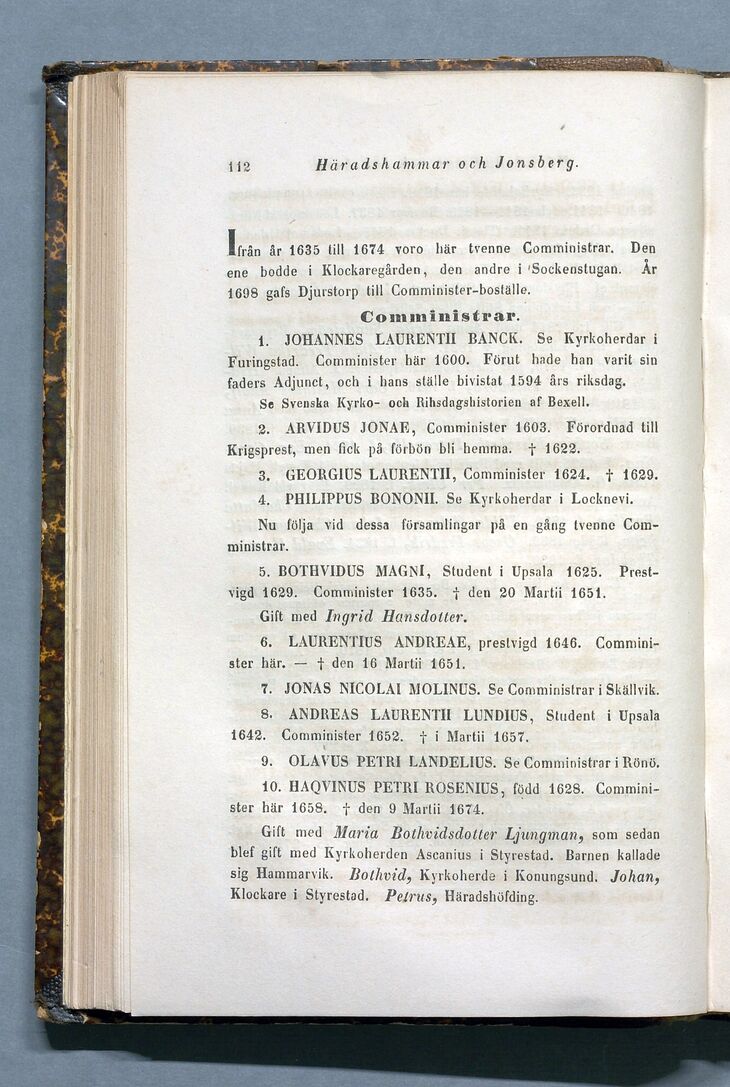 112 Häradshammar och Jonsberg.
Ifrån år 1635 till 1674 voro här tvenne Comministrar. Den
ene bodde i Klockaregården, den andre i Sockenstugan. År
1698 gafs Djurstorp till Comminister-boställe.
Comministrar.
1. JOHANNES LAURENTII BANCK. Se Kyrkoherdar i
Furingstad. Comminister här 1600. Förut hade han varit sin
faders Adjunct, och i hans ställe bivistat 1594 års riksdag.
Se Svenska Kyrko- och Rihsdagshistorien af Bexell.
2. ARVIDUS JONAE, Comminister 1603. Förordnad till
Krigsprest, men fick på förbön bli hemma. † 1622.
3. GEORGIUS LAURENTII, Comminister 1624. † 1629.
4. PHILIPPUS BONONII. Se Kyrkoherdar i Locknevi.
Nu följa vid dessa församlingar på en gång tvenne Com-
ministrar.
5. BOTHVIDUS MAGNI, Student i Upsala 1625. Prest-
vigd 1629. Comminister 1635. † den 20 Martii 1651.
Gift med Ingrid Hansdotter.
6. LAURENTIUS ANDREAE, prestvigd 1646. Commini-
ster här. — † den 16 Martii 1651.
7. JONAS NICOLAI MOLINUS. Se Comministrar i Skällvik.
8. ANDREAS LAURENTII LUNDIUS, Student i Upsala
1642. Comminister 1652. † i Martii 1657.
9. OLAVUS PETRI LANDELIUS. Se Comministrar i Rönö.
10. HAQVINUS PETRI ROSENIUS, född 1628. Commini-
ster här 1658. † den 9 Martii 1674.
Gift med Maria Bothvidsdotter Ljungman, som sedan
blef gift med Kyrkoherden Ascanius i Styrestad. Barnen kallade
sig Hammarvik. Bothvid, Kyrkoherde i Konungsund. Johan,
Klockare i Styrestad. Petrus, Häradshöfding.